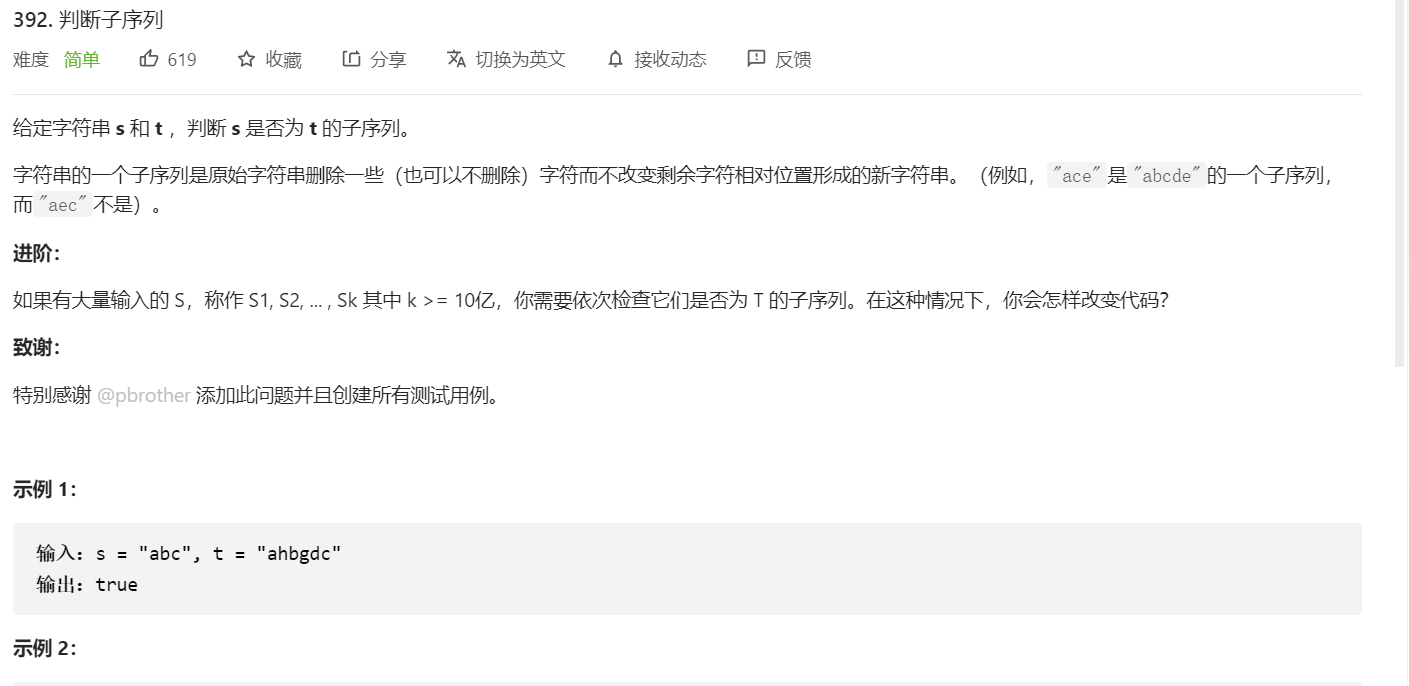 392. 判断子序列
难度 简单 619 收藏 分享 切换为英文 接收动态 反馈
给定字符串 s 和 t ，判断 s 是否为 t 的子序列。
字符串的一个子序列是原始字符串删除一些（也可以不删除）字符而不改变剩余字符相对位置形成的新字符串。（例如，"ace"是"abcde"的一个子序列，
而"aec"不是）。
进阶：
如果有大量输入的 S，称作 S1, S2, ... , Sk 其中 k >= 10亿，你需要依次检查它们是否为 T 的子序列。在这种情况下，你会怎样改变代码？
致谢：
特别感谢 @pbrother 添加此问题并且创建所有测试用例。
示例 1：
输入：s = "abc", t = "ahbgdc"
输出：true
示例 2：